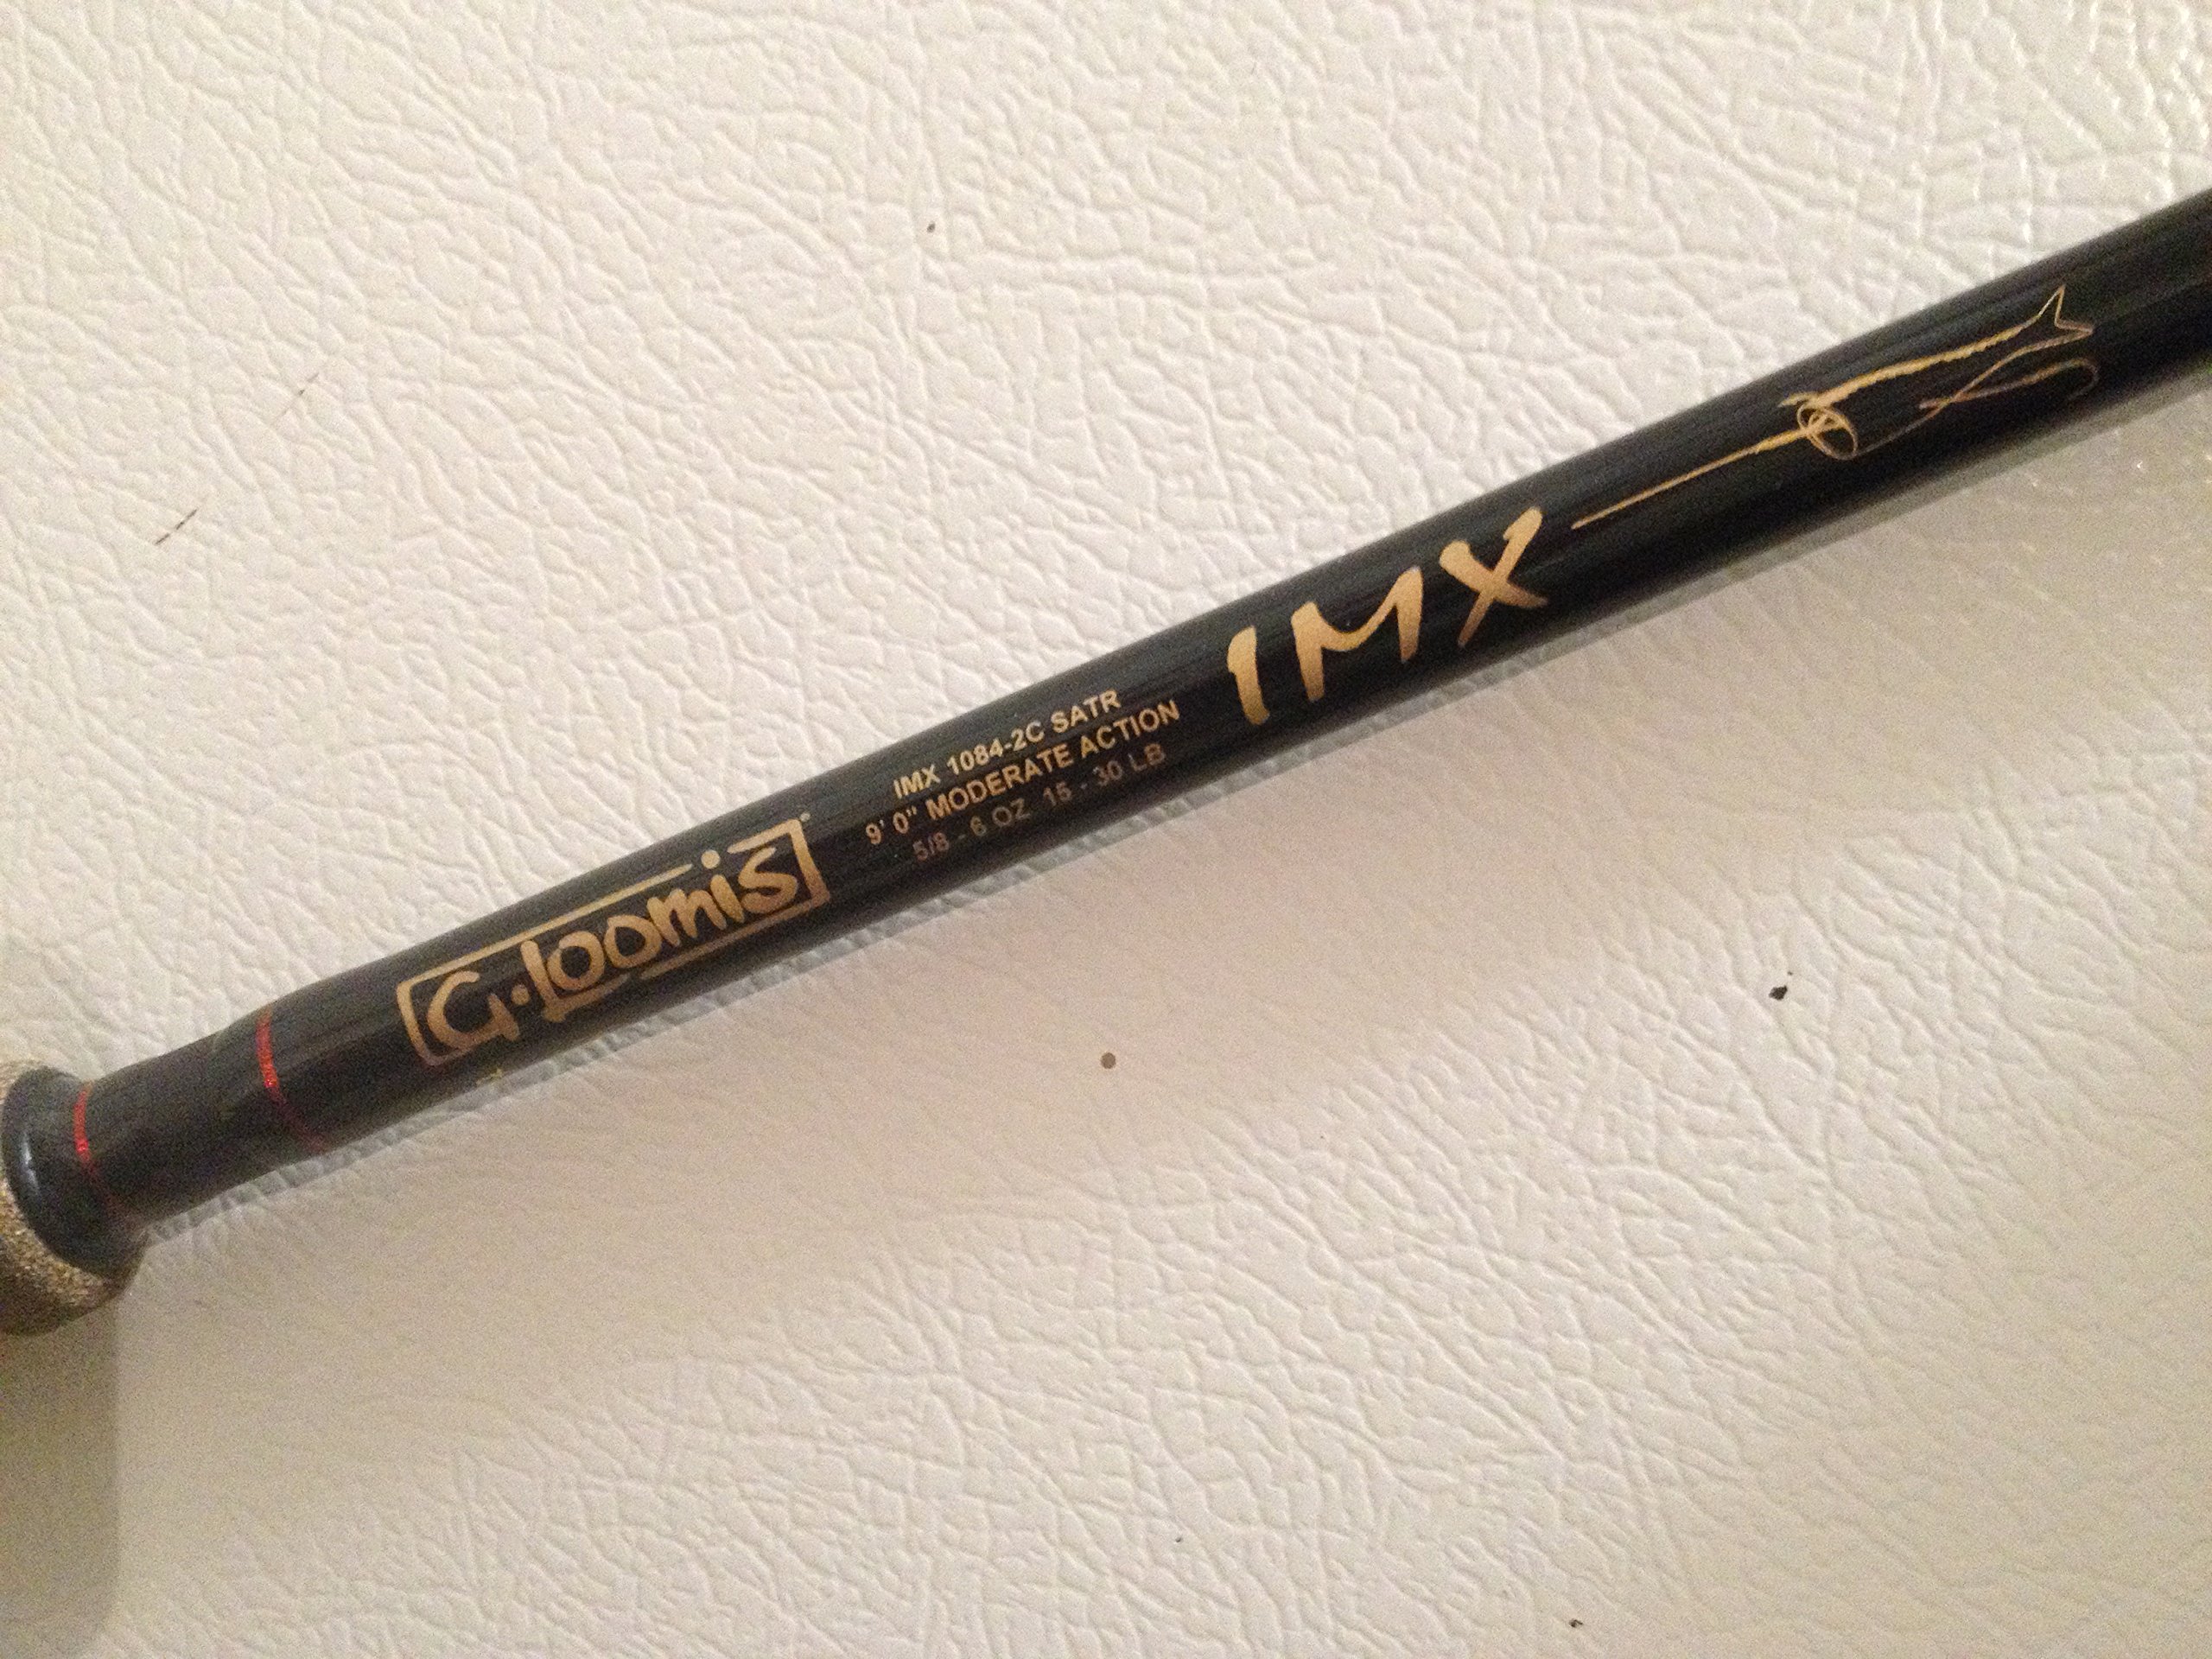 G.Loomis
IMX 1084-2C SATR
9' 0" MODERATE ACTION
5/8 - 6 OZ 15 - 30 LB
IMX